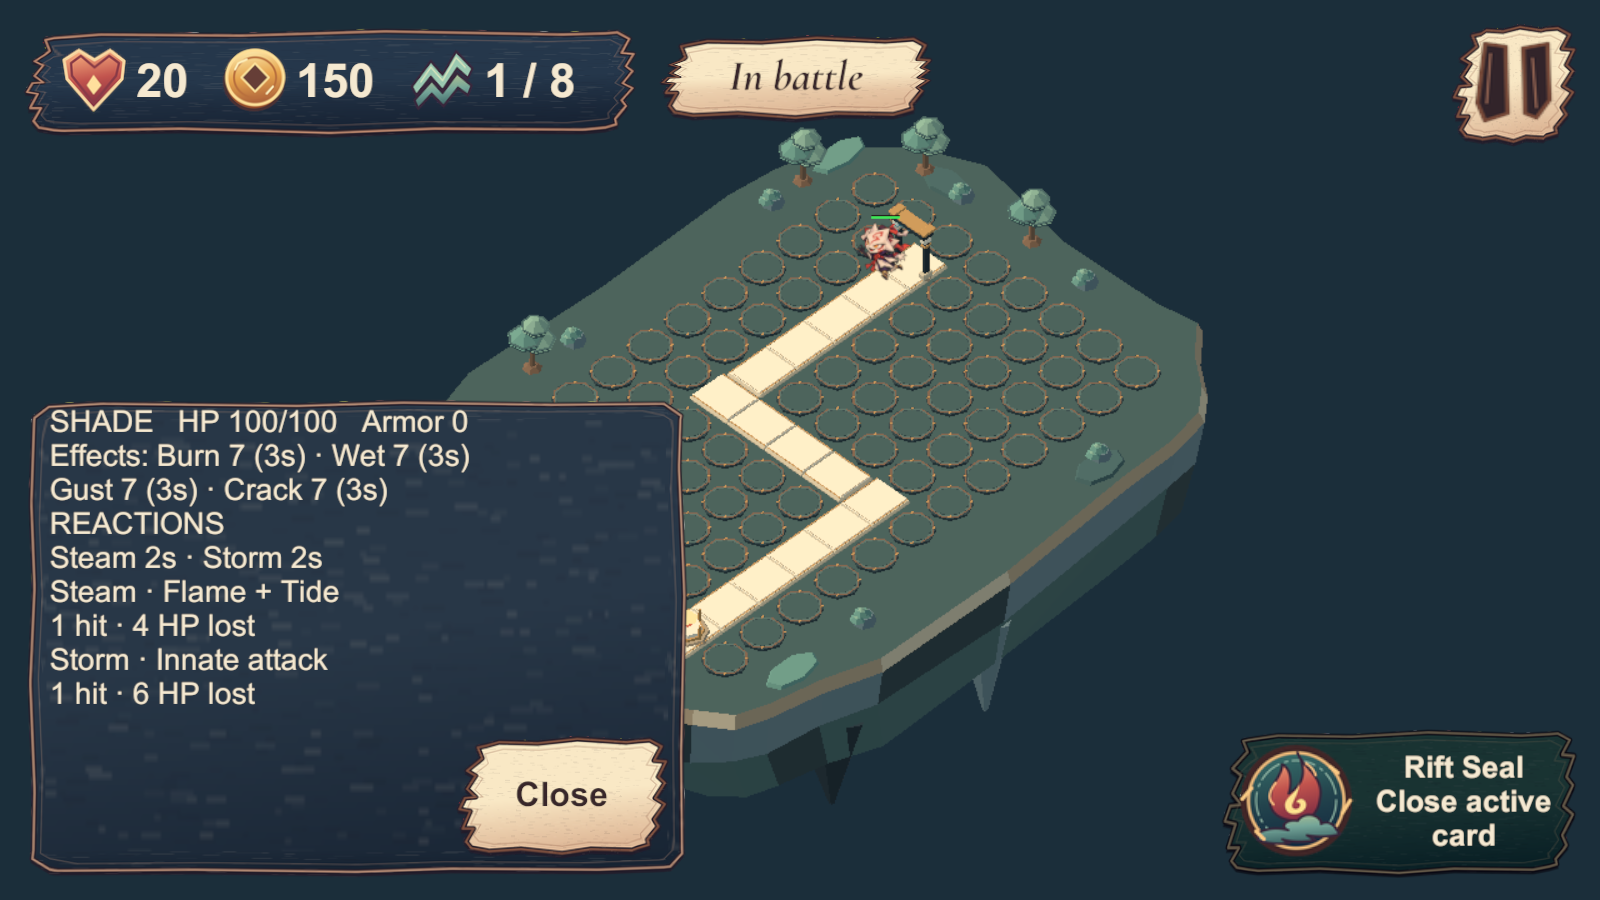 20 150 1 / 8
In battle
SHADE HP 100/100 Armor 0
Effects: Burn 7 (3s) · Wet 7 (3s)
Gust 7 (3s) · Crack 7 (3s)
REACTIONS
Steam 2s · Storm 2s
Steam · Flame + Tide
1 hit · 4 HP lost
Storm · Innate attack
1 hit · 6 HP lost
Close
Rift Seal
Close active
card